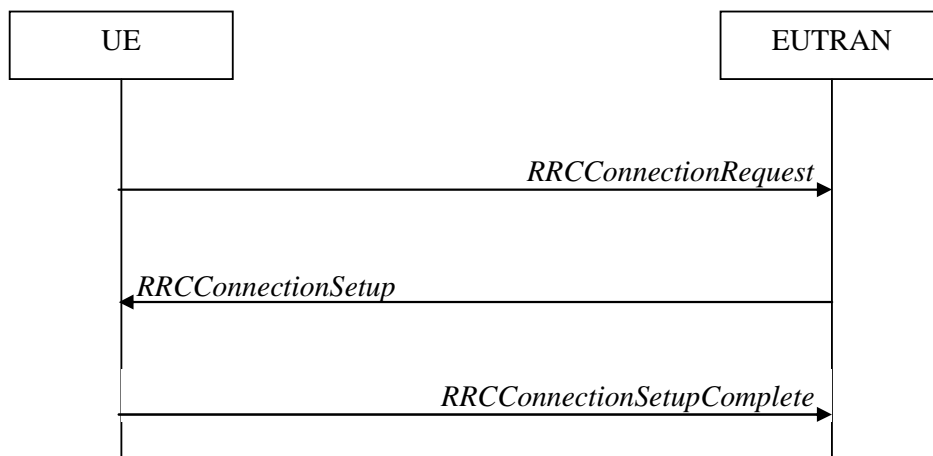 UE
EUTRAN
RRCConnectionRequest
RRCConnectionSetup
RRCConnectionSetupComplete